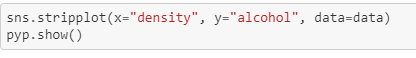 sns.stripplot(x="density", y="alcohol", data=data)
pyp.show()